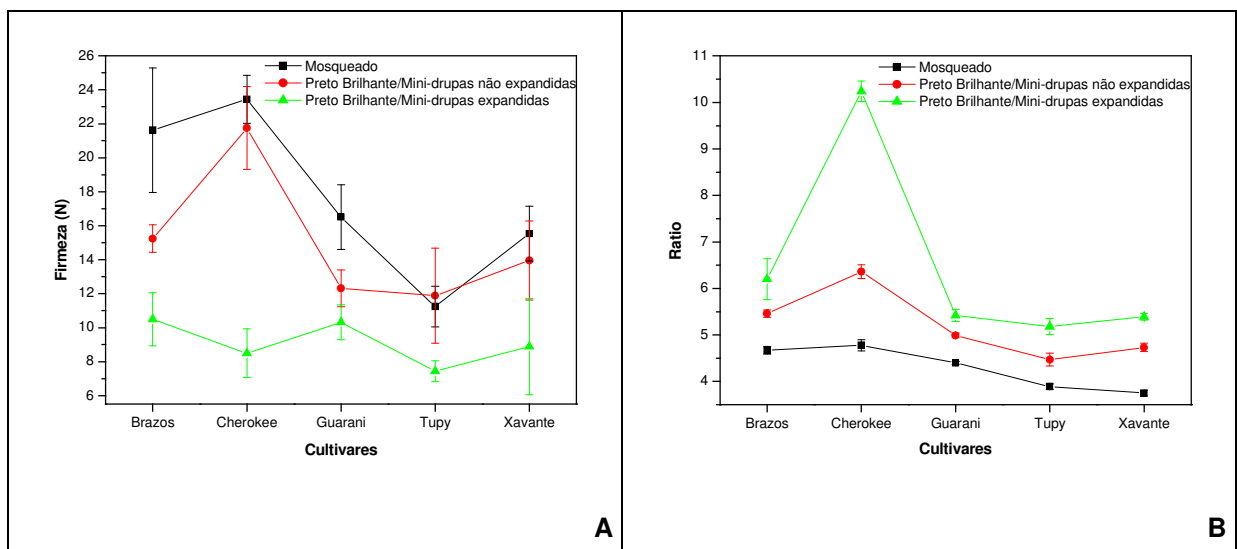 26
24
22
20
18
16
14
12
10
8
6
Firmeza (N)
Mosqueado
Preto Brilhante/Mini-drupas não expandidas
Preto Brilhante/Mini-drupas expandidas
Brazos Cherokee Guarani Tupy Xavante
Cultivares
A
11
10
9
8
7
6
5
4
Ratio
Mosqueado
Preto Brilhante/Mini-drupas não expandidas
Preto Brilhante/Mini-drupas expandidas
Brazos Cherokee Guarani Tupy Xavante
Cultivares
B